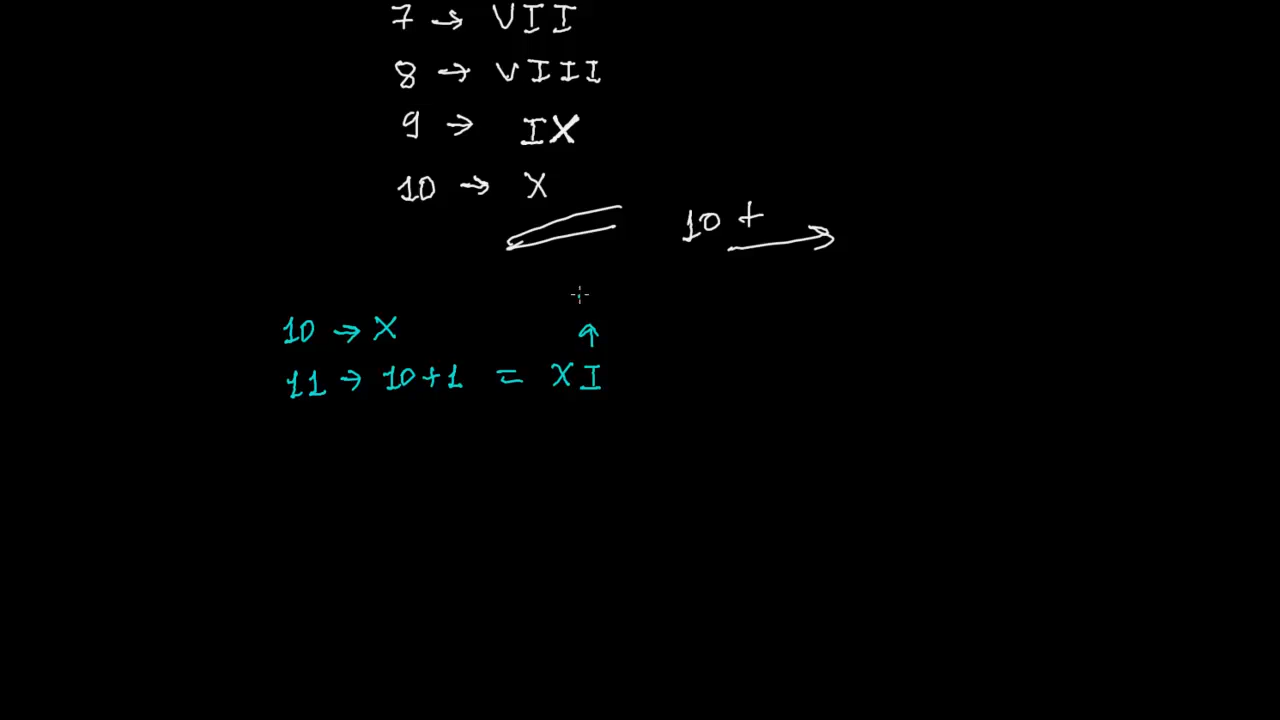 7 → VII
8 → VIII
9 → IX
10 → X
10 +
10 → X
11 → 10+1 = XI